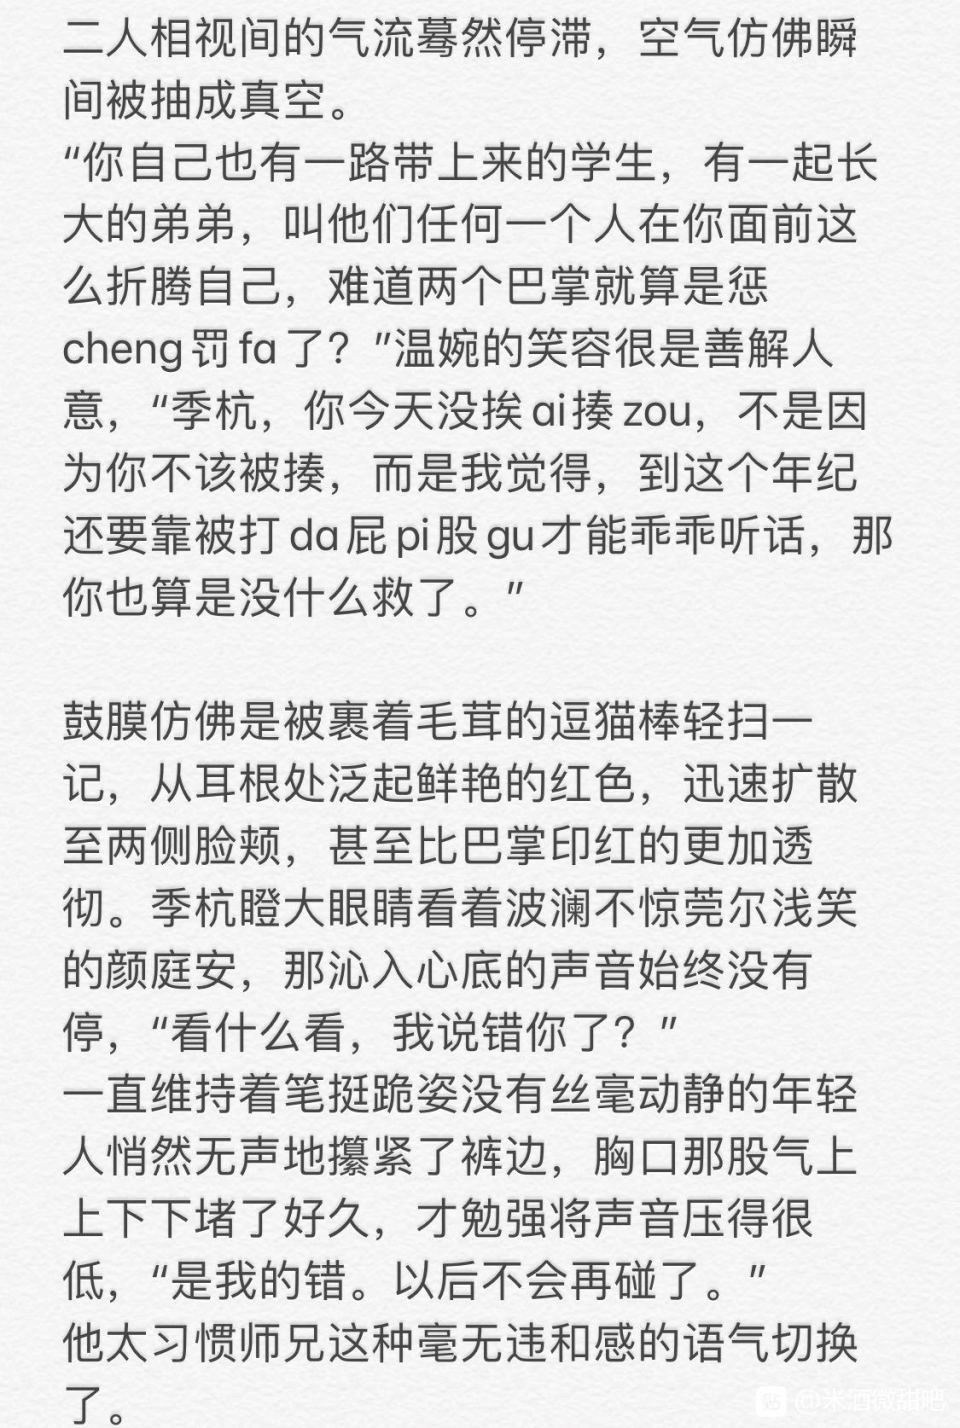 二人相视间的气流蓦然停滞，空气仿佛瞬
间被抽成真空。
“你自己也有一路带上来的学生，有一起长
大的弟弟，叫他们任何一个人在你面前这
么折腾自己，难道两个巴掌就算是惩
cheng罚fa了？”温婉的笑容很是善解人
意，“季杭，你今天没挨ai揍zou，不是因
为你不该被揍，而是我觉得，到这个年纪
还要靠被打da屁pi股gu才能乖乖听话，那
你也算是没什么救了。”
鼓膜仿佛是被裹着毛茸的逗猫棒轻扫一
记，从耳根处泛起鲜艳的红色，迅速扩散
至两侧脸颊，甚至比巴掌印红的更加透
彻。季杭瞪大眼睛看着波澜不惊莞尔浅笑
的颜庭安，那沁入心底的声音始终没有
停，“看什么看，我说错你了？”
一直维持着笔挺跪姿没有丝毫动静的年轻
人悄然无声地攥紧了裤边，胸口那股气上
上下下堵了好久，才勉强将声音压得很
低，“是我的错。以后不会再碰了。”
他太习惯师兄这种毫无违和感的语气切换
了。
@米酒微甜吧